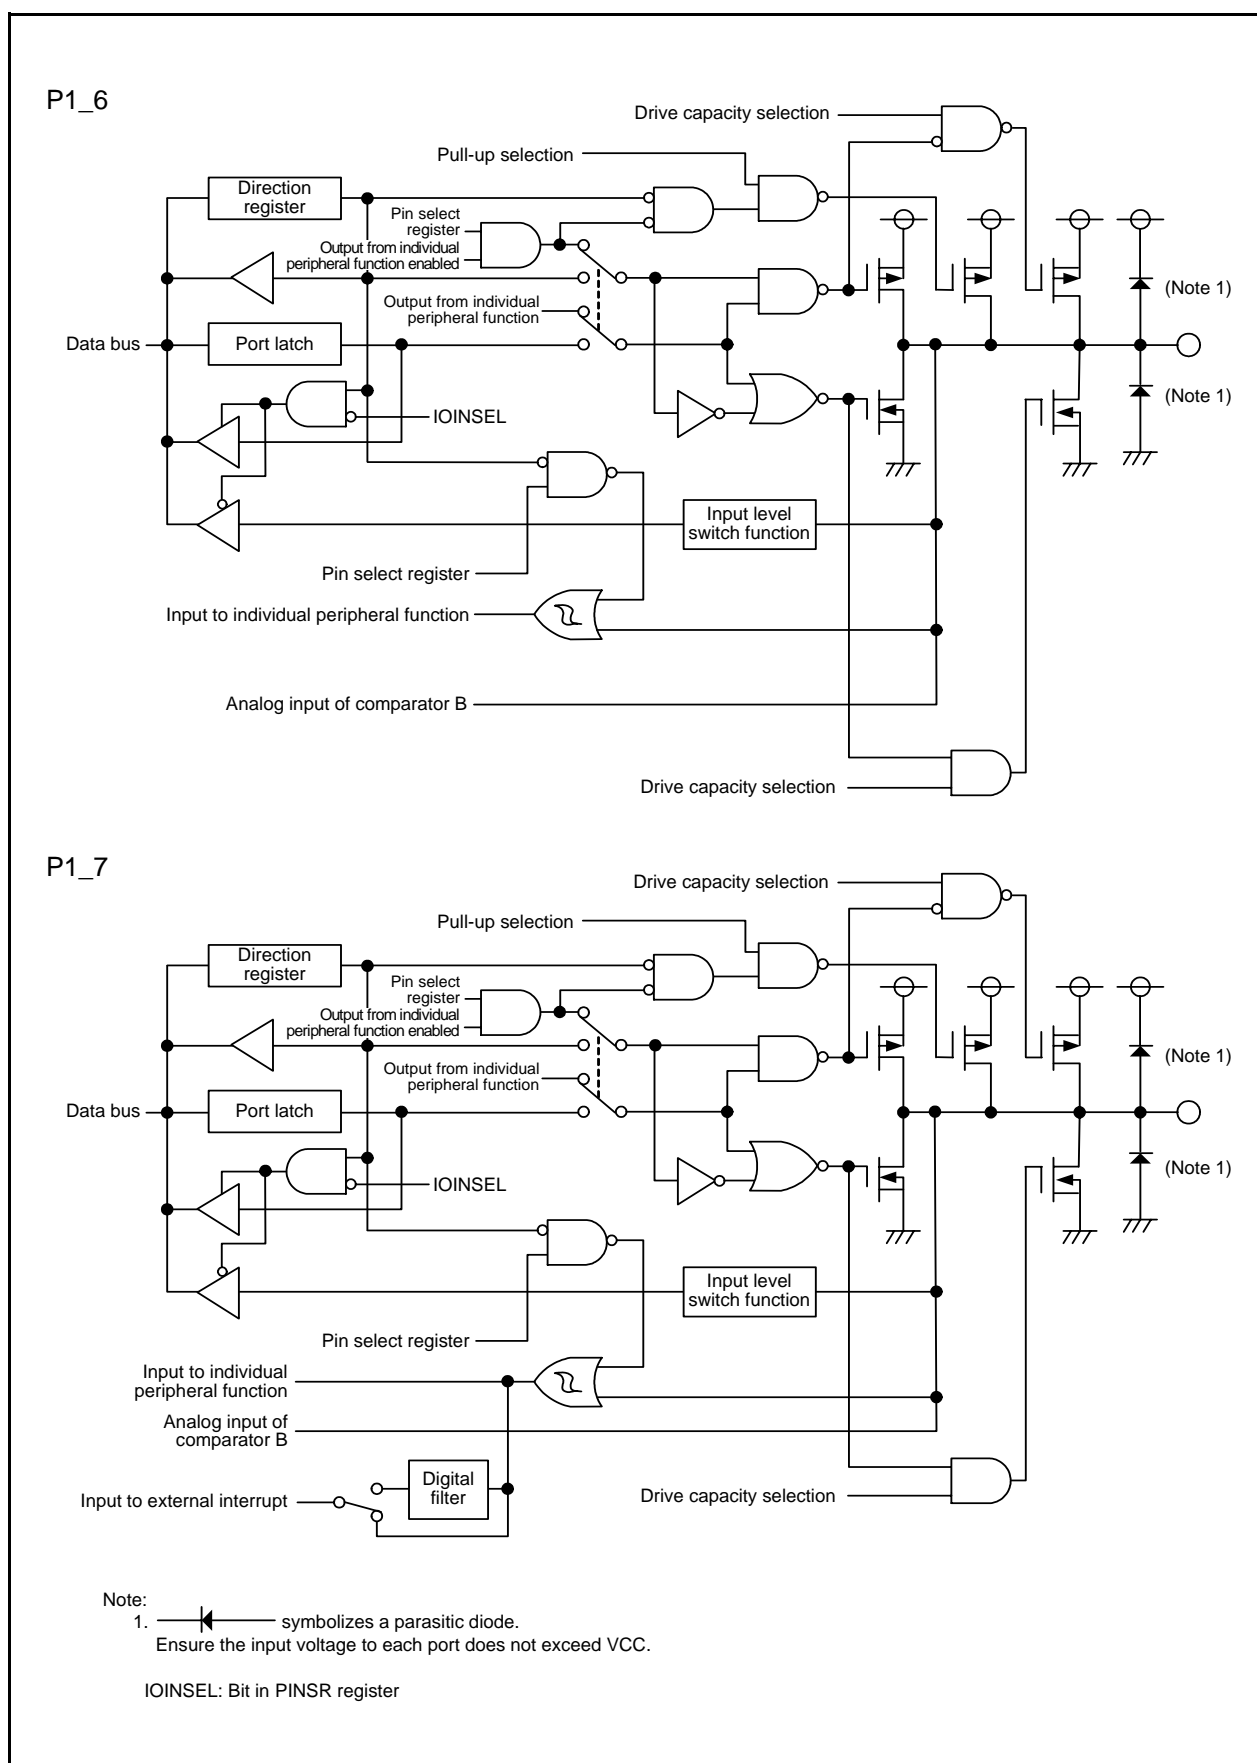 P1_6
Drive capacity selection
Pull-up selection
Direction
register
Pin select
register
Output from individual
peripheral function enabled
Output from individual
peripheral function
(Note 1)
Data bus
Port latch
(Note 1)
IOINSEL
Input level
switch function
Pin select register
Input to individual peripheral function
Analog input of comparator B
Drive capacity selection
P1_7
Drive capacity selection
Pull-up selection
Direction
register
Pin select
register
Output from individual
peripheral function enabled
Output from individual
peripheral function
(Note 1)
Data bus
Port latch
(Note 1)
IOINSEL
Input level
switch function
Pin select register
Input to individual
peripheral function
Analog input of
comparator B
Digital
filter
Input to external interrupt
Drive capacity selection
Note:
1. symbolizes a parasitic diode.
Ensure the input voltage to each port does not exceed VCC.
IOINSEL: Bit in PINSR register